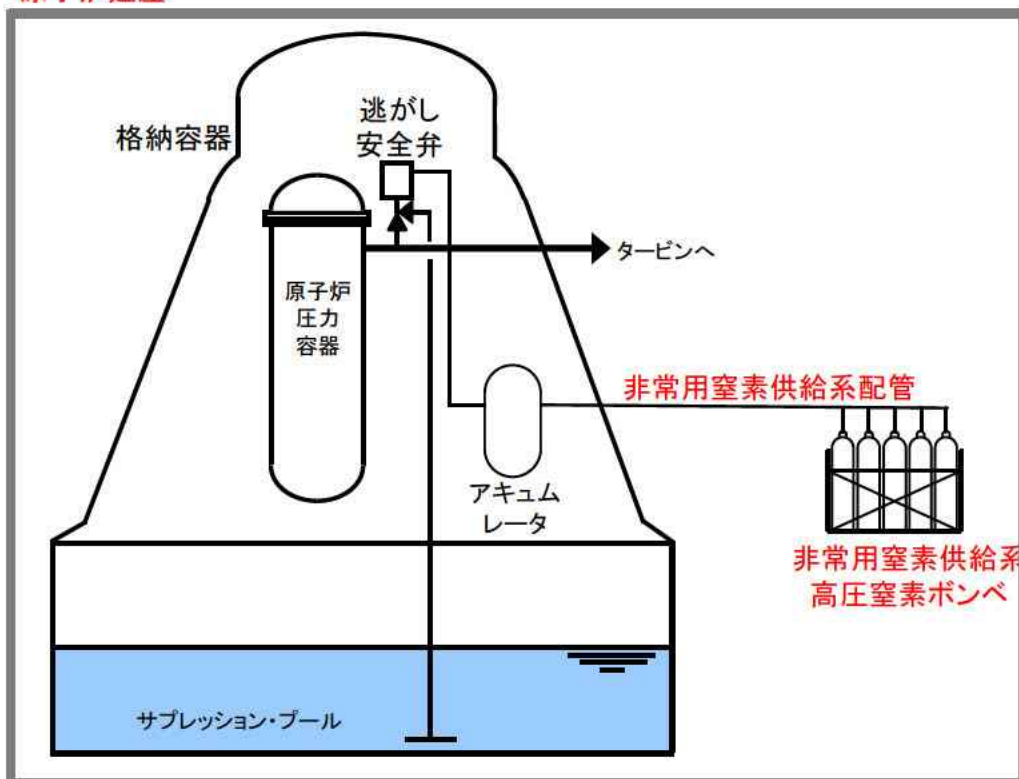 格納容器
逃がし
安全弁
タービンへ
原子炉
圧力
容器
非常用窒素供給系配管
アキュム
レータ
非常用窒素供給系
高圧窒素ボンベ
サプレッション・プール